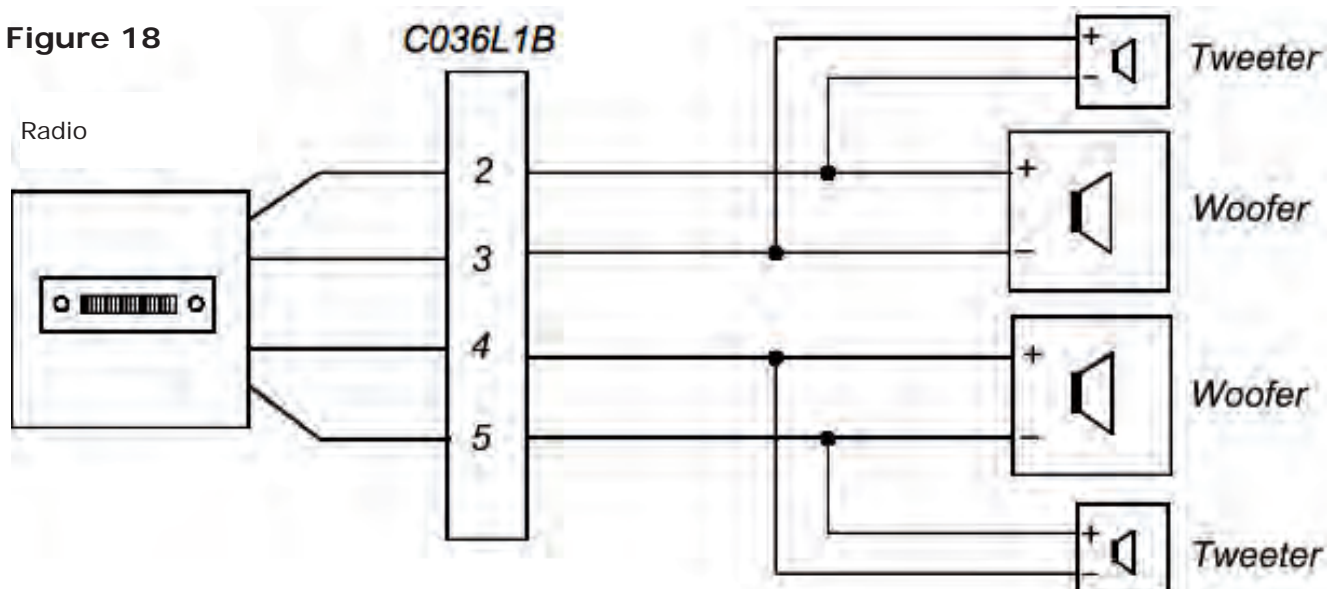 Figure 18
C036L1B
Radio
+
−
Tweeter
2
+
Woofer
3
−
4
+
Woofer
5
−
+
−
Tweeter